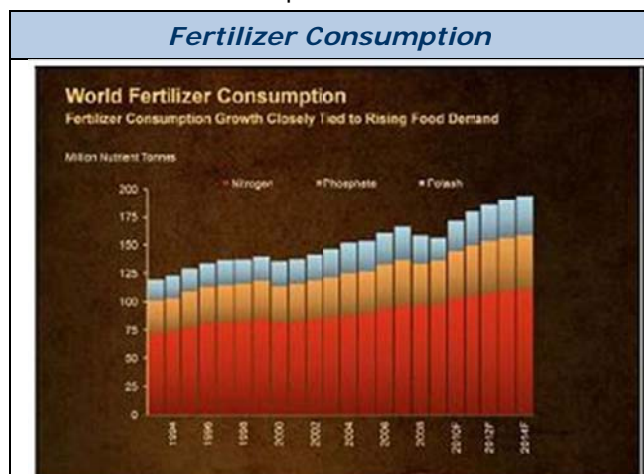 Fertilizer Consumption
World Fertilizer Consumption
Fertilizer Consumption Growth Closely Tied to Rising Food Demand
Million Nutrient Tonnes
Nitrogen Phosphate Potash
200
175
150
125
100
75
50
25
0
1994 1996 1998 2000 2002 2004 2006 2008 2010F 2012F 2014F